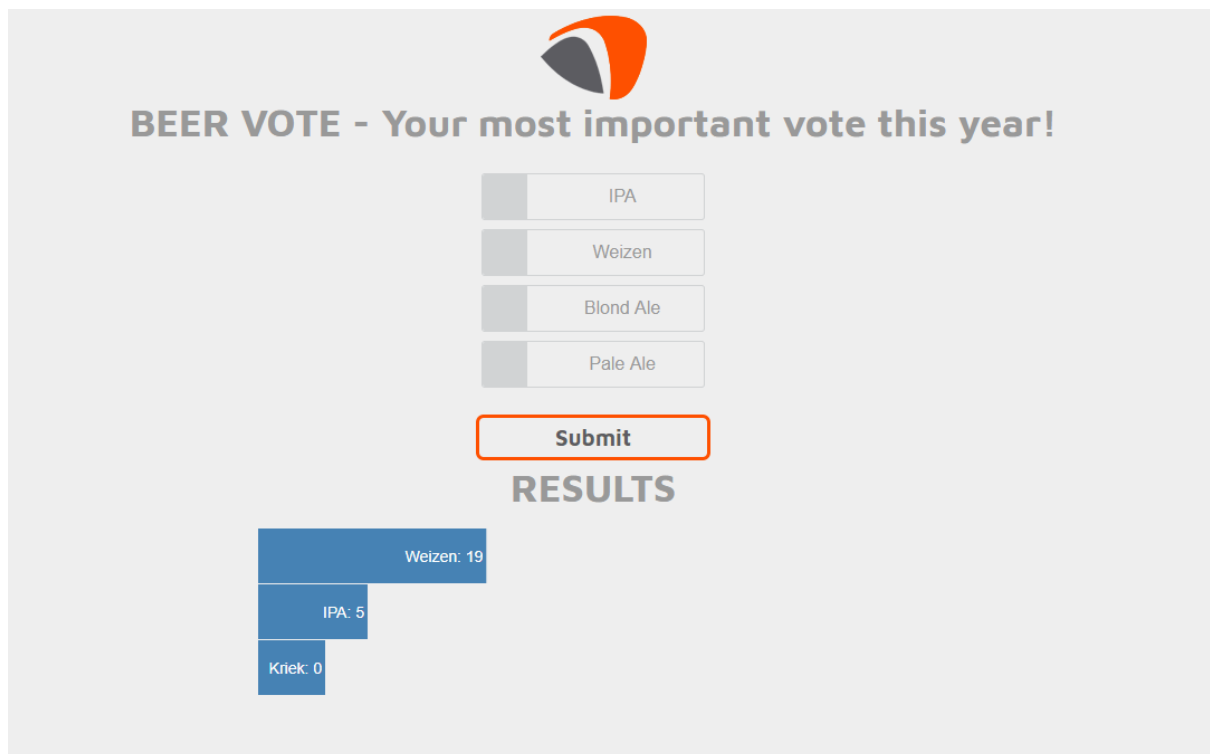 BEER VOTE - Your most important vote this year!
IPA
Weizen
Blond Ale
Pale Ale
Submit
RESULTS
Weizen: 19
IPA: 5
Kriek: 0